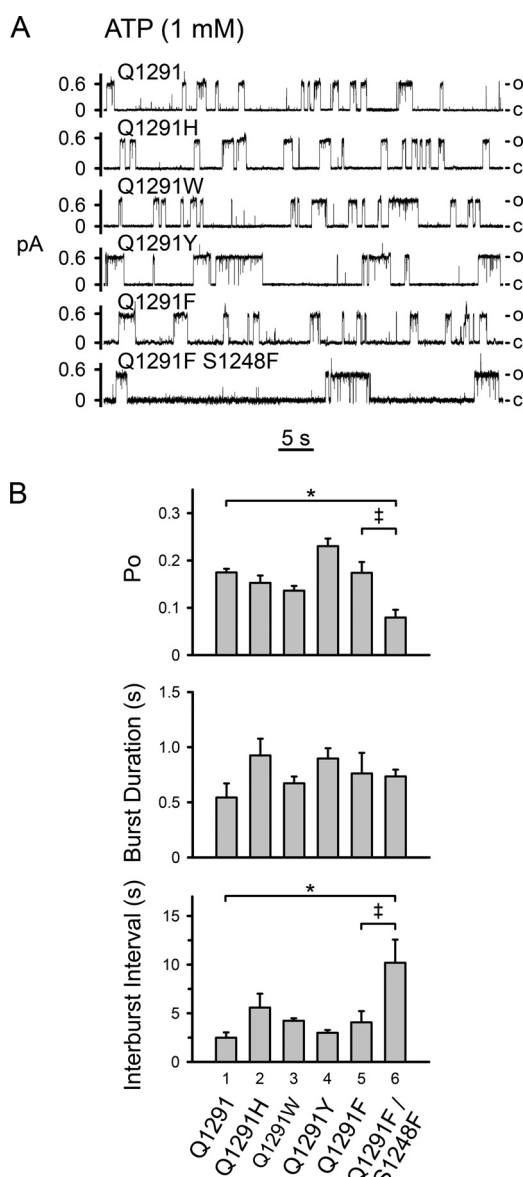 A ATP (1 mM)
Q1291
0.6
0
o
c
Q1291H
0.6
0
o
c
Q1291W
0.6
0
o
c
pA
Q1291Y
0.6
0
o
c
Q1291F
0.6
0
o
c
Q1291F S1248F
0.6
0
o
c
5 s
B
*
‡
0.3
0.2
0.1
0
Po
1.5
1.0
0.5
0
Burst Duration (s)
*
‡
15
10
5
0
Interburst Interval (s)
1 2 3 4 5 6
Q1291
Q1291H
Q1291W
Q1291Y
Q1291F
Q1291F /
S1248F